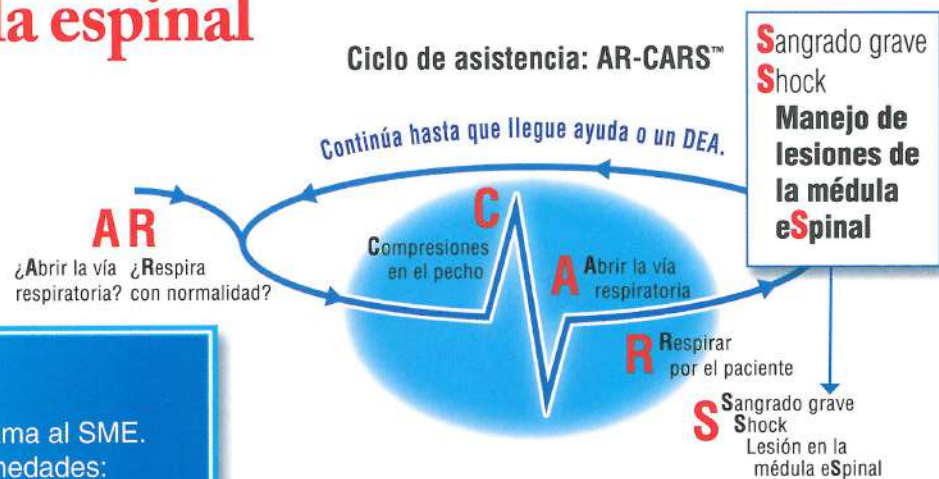 la espinal
Ciclo de asistencia: AR-CARS™
Sangrado grave
Shock
Manejo de
lesiones de
la médula
eSpinal
Continúa hasta que llegue ayuda o un DEA.
A R
¿Abrir la vía ¿Respira
respiratoria? con normalidad?
C
Compresiones
en el pecho
A Abrir la vía
respiratoria
R Respirar
por el paciente
S Sangrado grave
Shock
Lesión en la
médula eSpinal
ama al SME.
nedades: